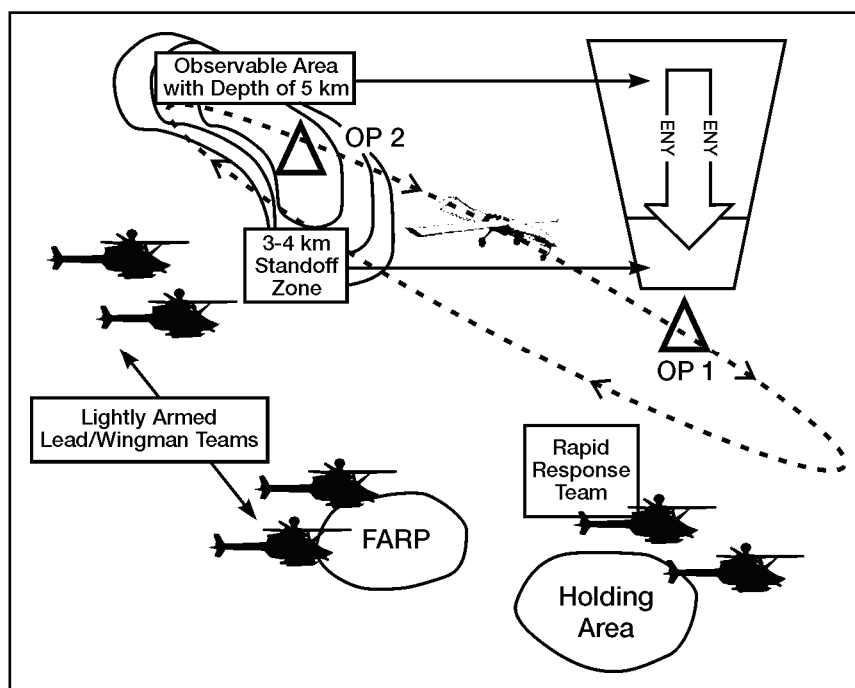 Observable Area
with Depth of 5 km
OP 2
ENY
ENY
3-4 km
Standoff
Zone
OP 1
Lightly Armed
Lead/Wingman Teams
Rapid
Response
Team
FARP
Holding
Area